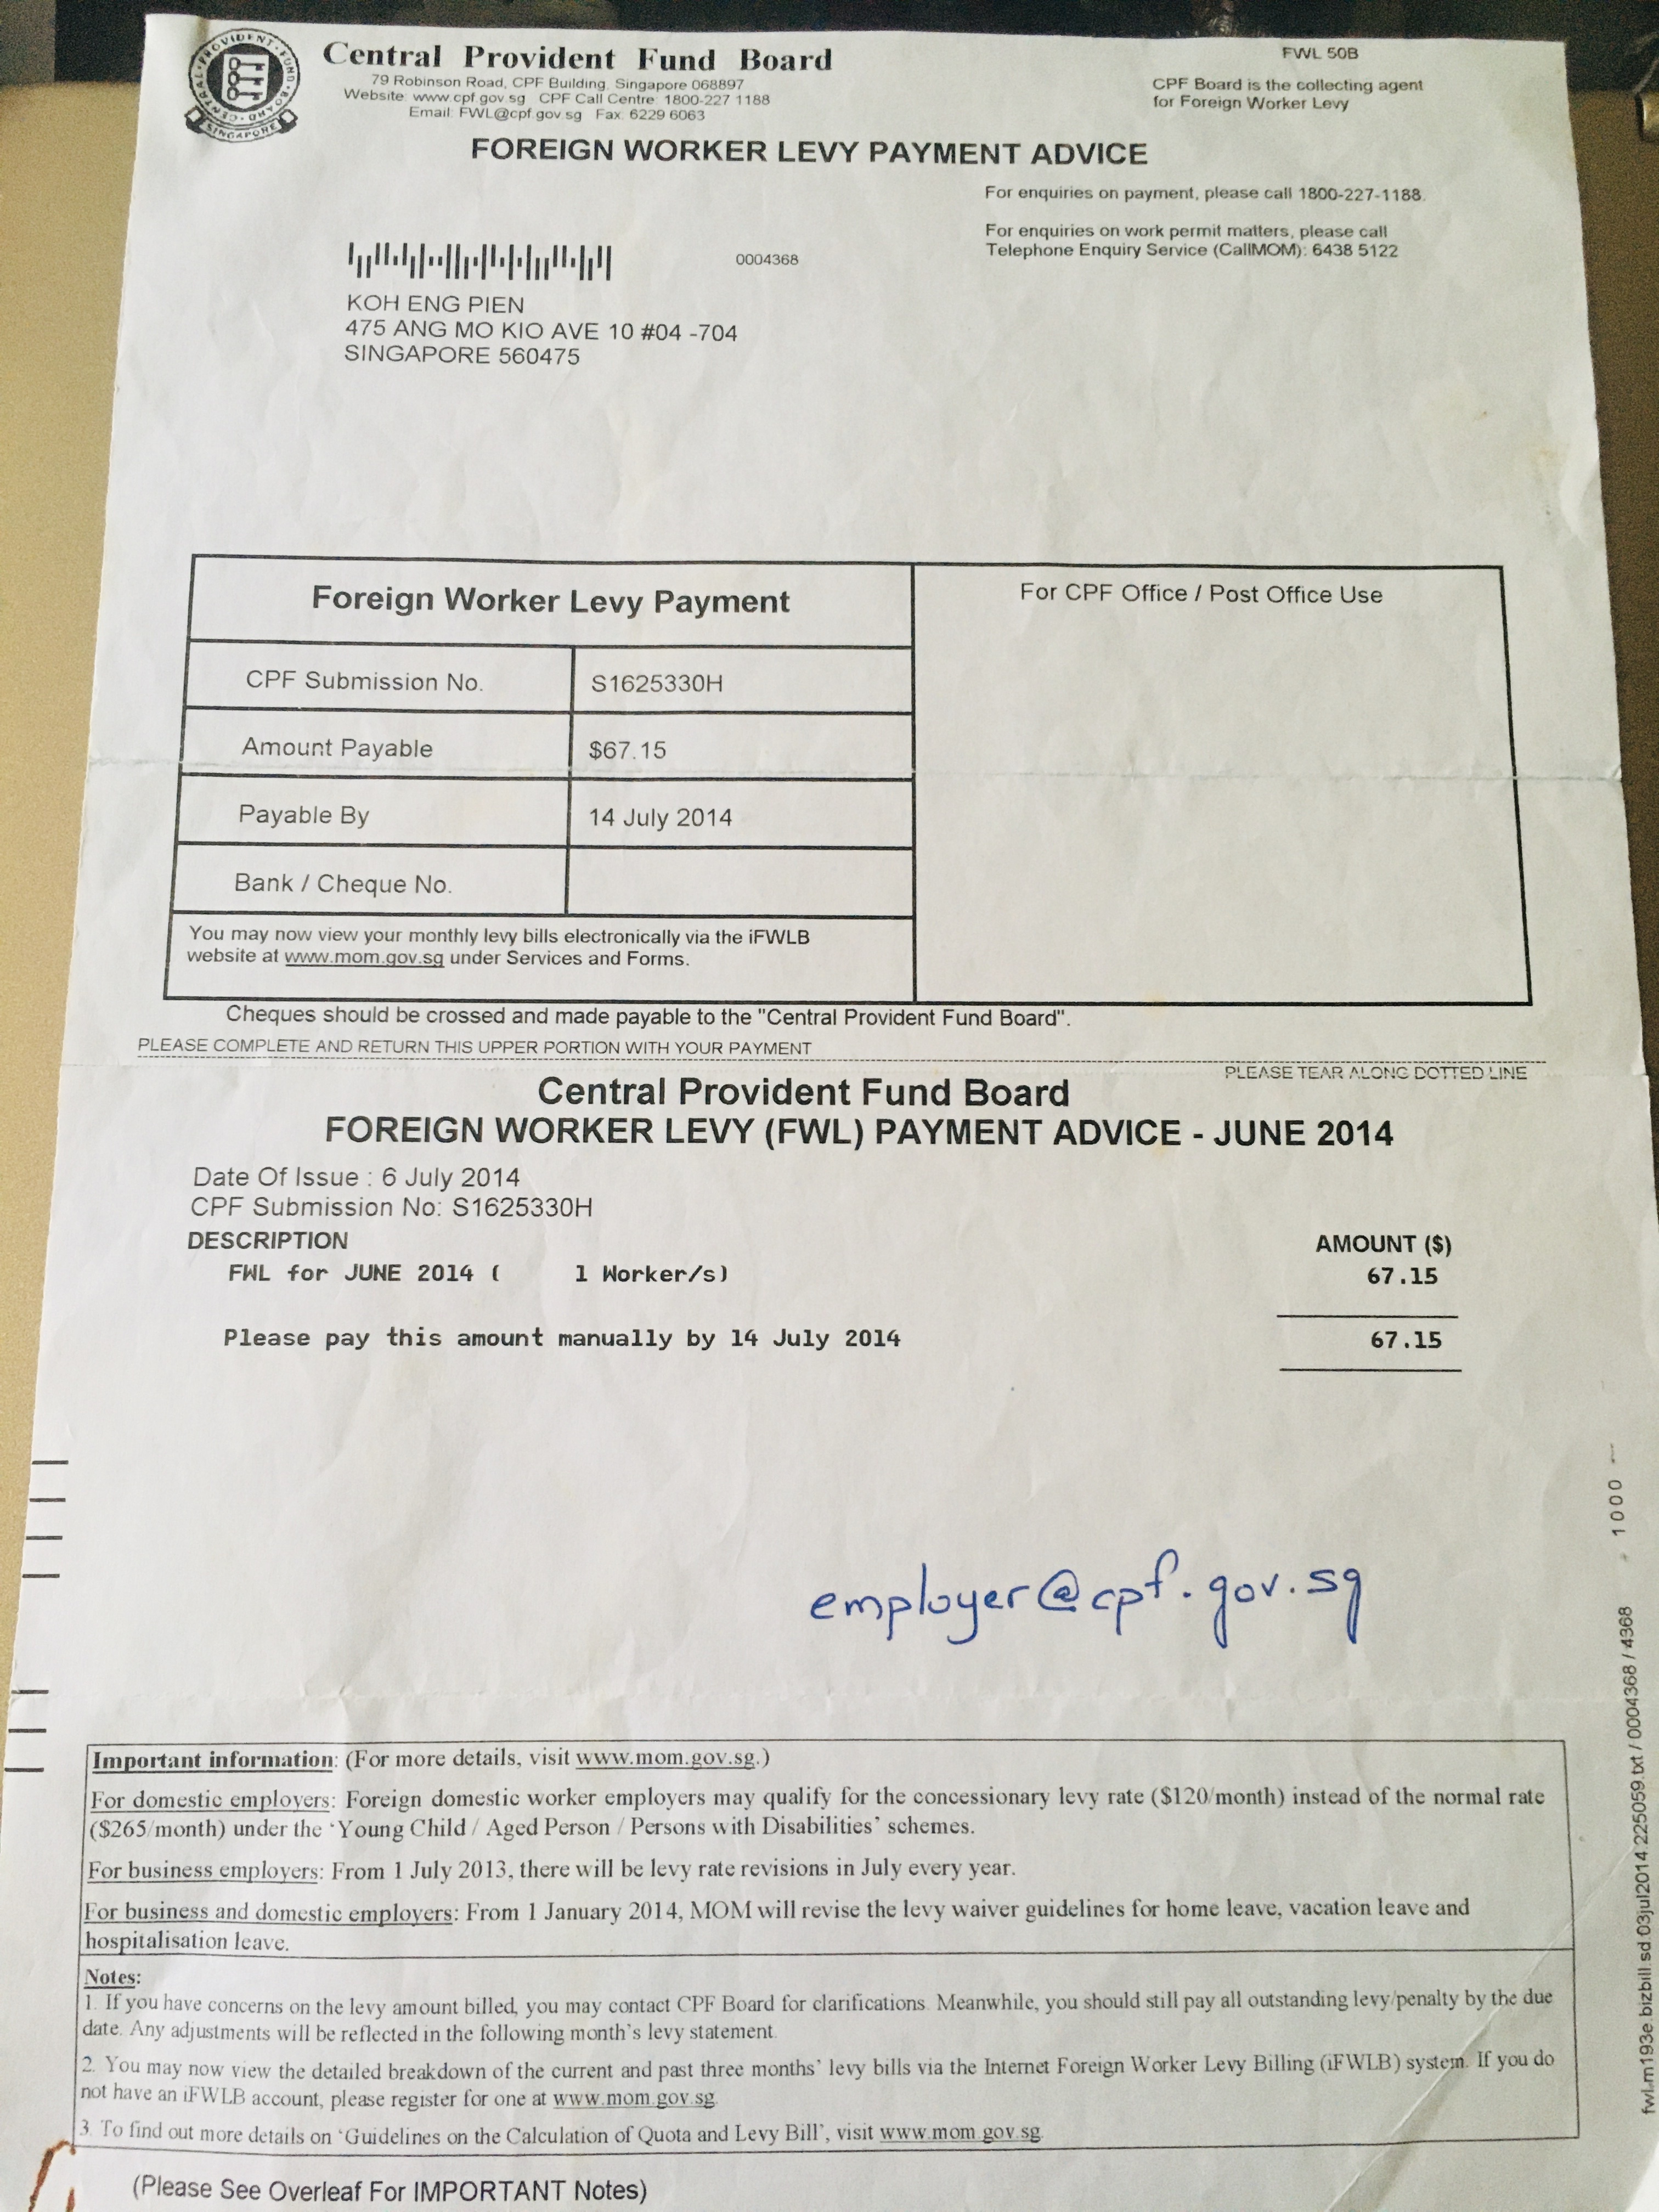 CENTRAL PROVIDENT FUND BOARD
SINGAPORE
Central Provident Fund Board
79 Robinson Road, CPF Building, Singapore 068897
Website: www.cpf.gov.sg CPF Call Centre: 1800-227 1188
Email: FWL@cpf.gov.sg Fax: 6229 6063
FWL 50B
CPF Board is the collecting agent
for Foreign Worker Levy
FOREIGN WORKER LEVY PAYMENT ADVICE
For enquiries on payment, please call 1800-227-1188.
For enquiries on work permit matters, please call
Telephone Enquiry Service (CallMOM): 6438 5122
0004368
KOH ENG PIEN
475 ANG MO KIO AVE 10 #04 -704
SINGAPORE 560475
Foreign Worker Levy Payment
For CPF Office / Post Office Use
CPF Submission No. S1625330H
Amount Payable $67.15
Payable By 14 July 2014
Bank / Cheque No.
You may now view your monthly levy bills electronically via the iFWLB
website at www.mom.gov.sg under Services and Forms.
Cheques should be crossed and made payable to the "Central Provident Fund Board".
PLEASE COMPLETE AND RETURN THIS UPPER PORTION WITH YOUR PAYMENT
PLEASE TEAR ALONG DOTTED LINE
Central Provident Fund Board
FOREIGN WORKER LEVY (FWL) PAYMENT ADVICE - JUNE 2014
Date Of Issue : 6 July 2014
CPF Submission No: S1625330H
DESCRIPTION AMOUNT ($)
FWL for JUNE 2014 ( 1 Worker/s) 67.15
Please pay this amount manually by 14 July 2014 67.15
employer@cpf.gov.sg
Important information: (For more details, visit www.mom.gov.sg.)
For domestic employers: Foreign domestic worker employers may qualify for the concessionary levy rate ($120/month) instead of the normal rate
($265/month) under the 'Young Child / Aged Person / Persons with Disabilities' schemes.
For business employers: From 1 July 2013, there will be levy rate revisions in July every year.
For business and domestic employers: From 1 January 2014, MOM will revise the levy waiver guidelines for home leave, vacation leave and
hospitalisation leave.
Notes:
1. If you have concerns on the levy amount billed, you may contact CPF Board for clarifications. Meanwhile, you should still pay all outstanding levy/penalty by the due
date. Any adjustments will be reflected in the following month's levy statement.
2. You may now view the detailed breakdown of the current and past three months' levy bills via the Internet Foreign Worker Levy Billing (iFWLB) system. If you do
not have an iFWLB account, please register for one at www.mom.gov.sg.
3. To find out more details on 'Guidelines on the Calculation of Quota and Levy Bill', visit www.mom.gov.sg.
(Please See Overleaf For IMPORTANT Notes)
fwl.m193e.bizbill.sd.03jul2014.225059.txt / 0004368 / 4368
1000